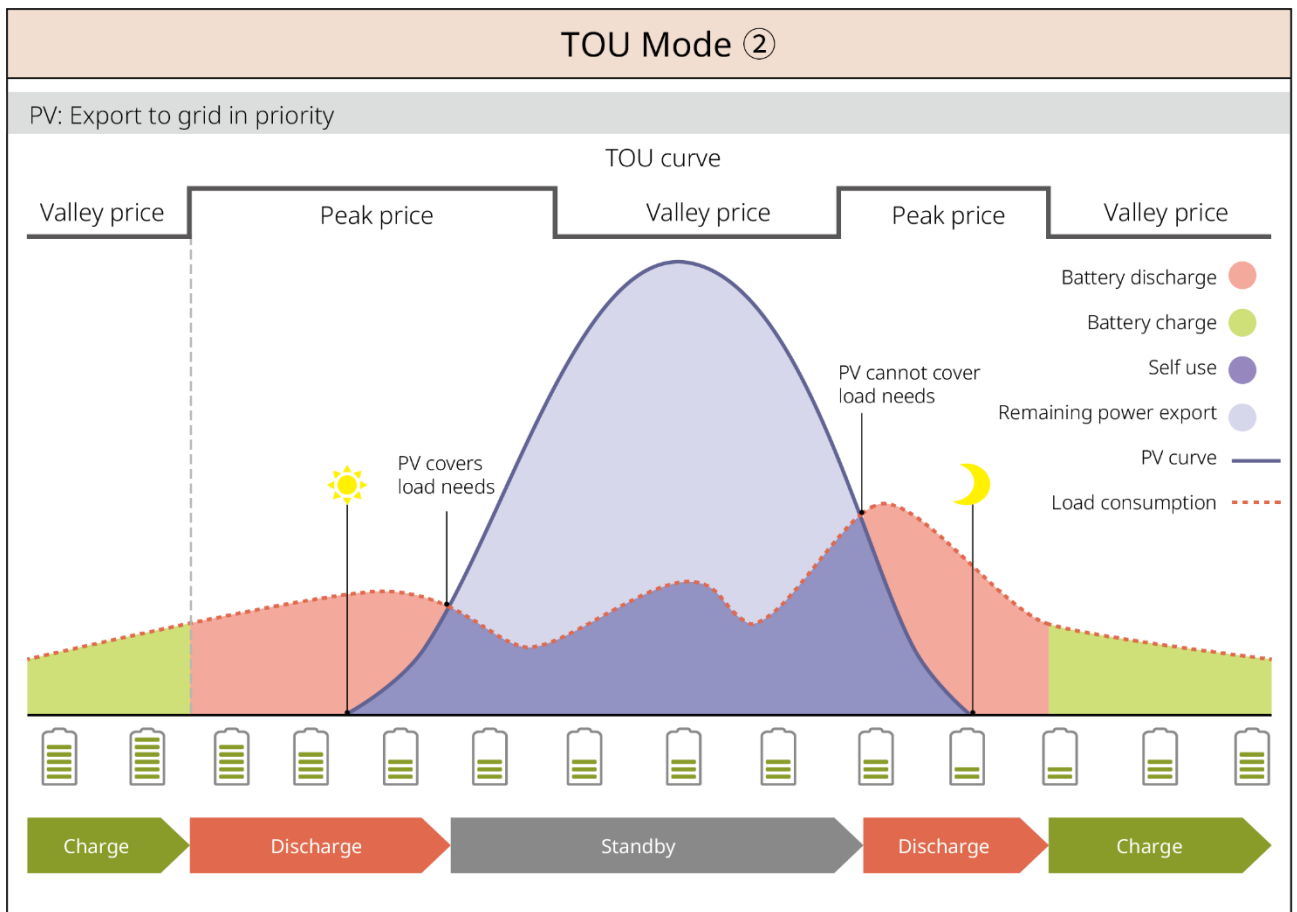 TOU Mode ②
PV: Export to grid in priority
TOU curve
Valley price
Peak price
Valley price
Peak price
Valley price
Battery discharge
Battery charge
Self use
Remaining power export
PV curve
Load consumption
PV cannot cover
load needs
PV covers
load needs
Charge
Discharge
Standby
Discharge
Charge